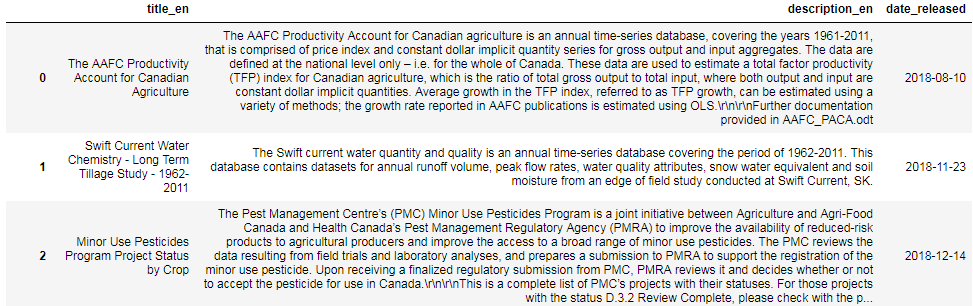 title_en description_en date_released
0
The AAFC Productivity
Account for Canadian
Agriculture
The AAFC Productivity Account for Canadian agriculture is an annual time-series database, covering the years 1961-2011,
that is comprised of price index and constant dollar implicit quantity series for gross output and input aggregates. The data are
defined at the national level only – i.e. for the whole of Canada. These data are used to estimate a total factor productivity
(TFP) index for Canadian agriculture, which is the ratio of total gross output to total input, where both output and input are
constant dollar implicit quantities. Average growth in the TFP index, referred to as TFP growth, can be estimated using a
variety of methods; the growth rate reported in AAFC publications is estimated using OLS.\r\n\r\nFurther documentation
provided in AAFC_PACA.odt
2018-08-10
1
Swift Current Water
Chemistry - Long Term
Tillage Study - 1962-
2011
The Swift current water quantity and quality is an annual time-series database covering the period of 1962-2011. This
database contains datasets for annual runoff volume, peak flow rates, water quality attributes, snow water equivalent and soil
moisture from an edge of field study conducted at Swift Current, SK.
2018-11-23
2
Minor Use Pesticides
Program Project Status
by Crop
The Pest Management Centre's (PMC) Minor Use Pesticides Program is a joint initiative between Agriculture and Agri-Food
Canada and Health Canada's Pest Management Regulatory Agency (PMRA) to improve the availability of reduced-risk
products to agricultural producers and improve the access to a broad range of minor use pesticides. The PMC reviews the
data resulting from field trials and laboratory analyses, and prepares a submission to PMRA to support the registration of the
minor use pesticide. Upon receiving a finalized regulatory submission from PMC, PMRA reviews it and decides whether or not
to accept the pesticide for use in Canada.\r\n\r\nThis is a complete list of PMC's projects with their statuses. For those projects
with the status D.3.2 Review Complete, please check with the p...
2018-12-14